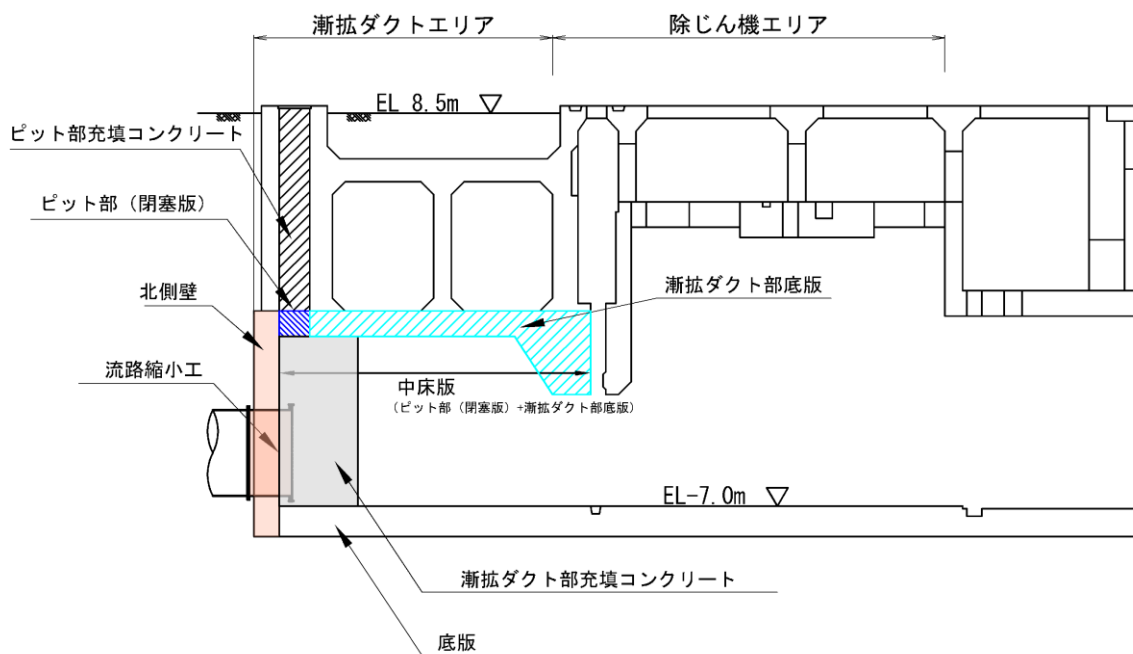 漸拡ダクトエリア
除じん機エリア
EL 8.5m
ピット部充填コンクリート
ピット部（閉塞版）
漸拡ダクト部底版
北側壁
流路縮小工
中床版
（ピット部（閉塞版）+漸拡ダクト部底版）
EL-7.0m
漸拡ダクト部充填コンクリート
底版